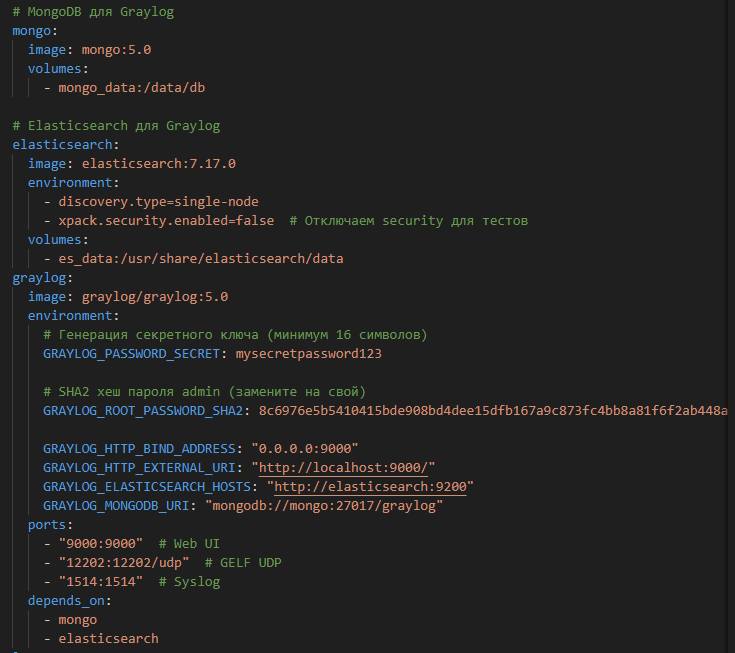 # MongoDB для Graylog
mongo:
  image: mongo:5.0
  volumes:
    - mongo_data:/data/db

# Elasticsearch для Graylog
elasticsearch:
  image: elasticsearch:7.17.0
  environment:
    - discovery.type=single-node
    - xpack.security.enabled=false  # Отключаем security для тестов
  volumes:
    - es_data:/usr/share/elasticsearch/data
graylog:
  image: graylog/graylog:5.0
  environment:
    # Генерация секретного ключа (минимум 16 символов)
    GRAYLOG_PASSWORD_SECRET: mysecretpassword123

    # SHA2 хеш пароля admin (замените на свой)
    GRAYLOG_ROOT_PASSWORD_SHA2: 8c6976e5b5410415bde908bd4dee15dfb167a9c873fc4bb8a81f6f2ab448a

    GRAYLOG_HTTP_BIND_ADDRESS: "0.0.0.0:9000"
    GRAYLOG_HTTP_EXTERNAL_URI: "http://localhost:9000/"
    GRAYLOG_ELASTICSEARCH_HOSTS: "http://elasticsearch:9200"
    GRAYLOG_MONGODB_URI: "mongodb://mongo:27017/graylog"
  ports:
    - "9000:9000"  # Web UI
    - "12202:12202/udp"  # GELF UDP
    - "1514:1514"  # Syslog
  depends_on:
    - mongo
    - elasticsearch